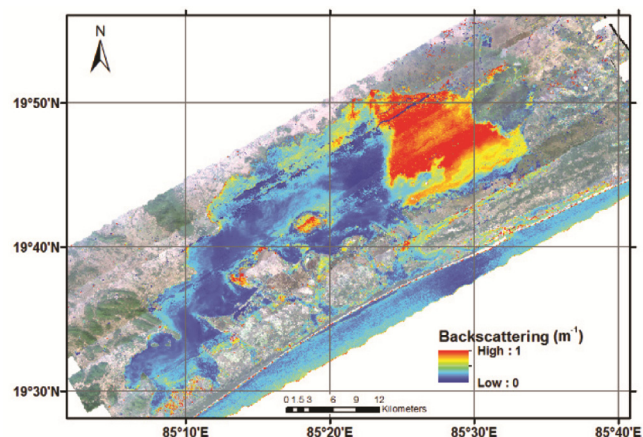 N
19°50'N
19°40'N
19°30'N
Backscattering (m⁻¹)
High : 1
Low : 0
0 1.5 3 6 9 12
Kilometers
85°10'E
85°20'E
85°30'E
85°40'E